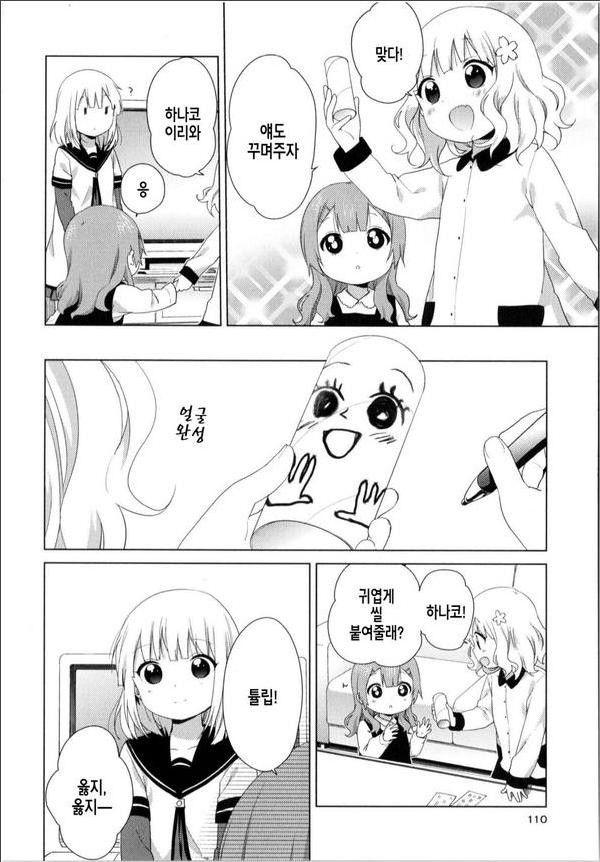 맞다!
얘도
꾸며주자
?
하나코
이리와
응
얼굴
완성
하나코!
귀엽게
씰
붙여줄래?
튤립!
옳지,
옳지—
110